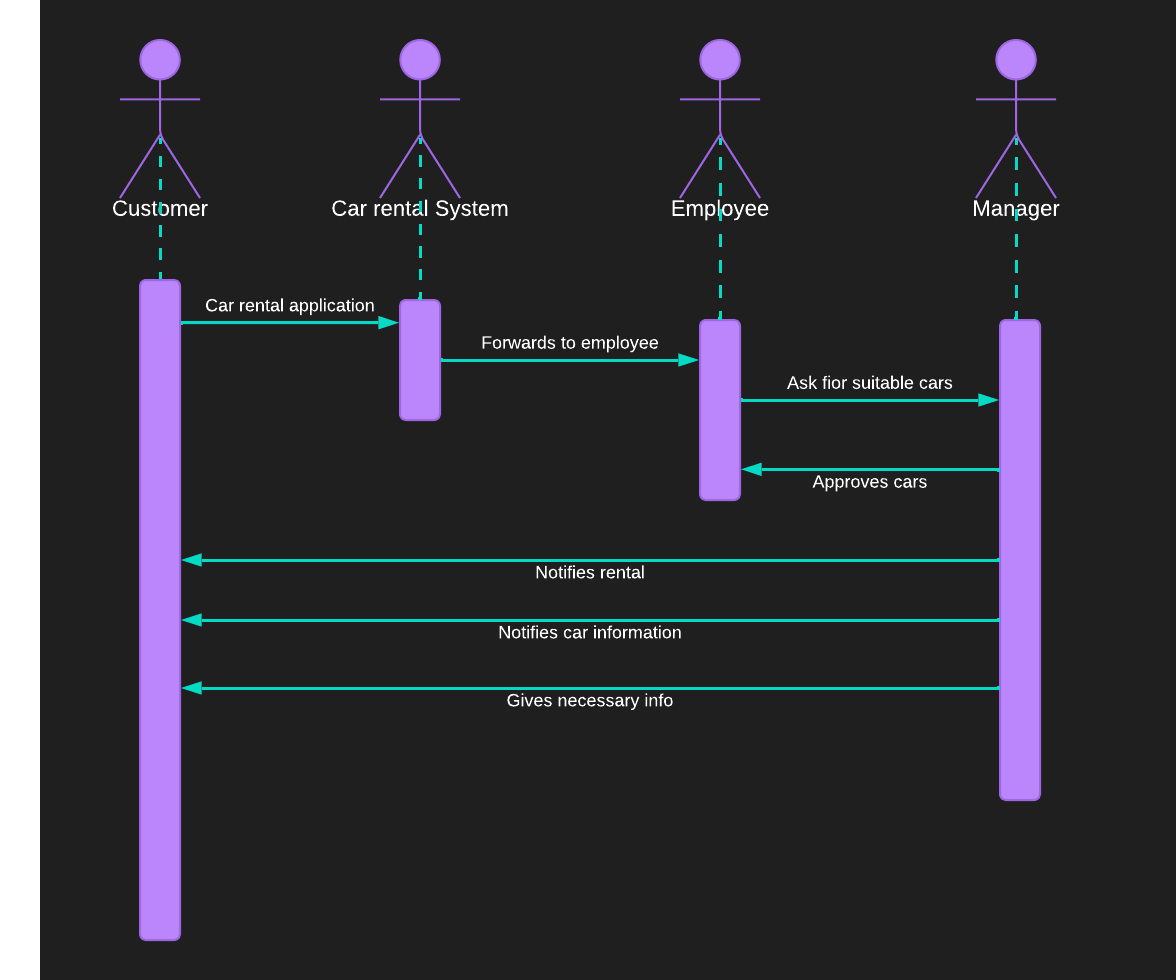 Customer
Car rental System
Employee
Manager
Car rental application
Forwards to employee
Ask fior suitable cars
Approves cars
Notifies rental
Notifies car information
Gives necessary info